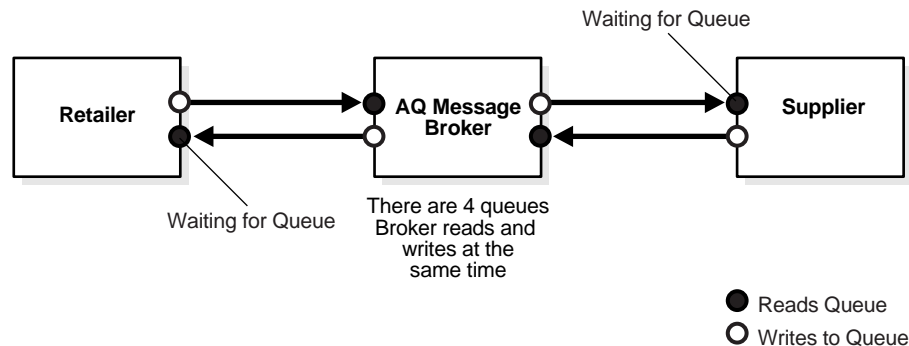 Waiting for Queue
Retailer
AQ Message
Broker
Supplier
Waiting for Queue
There are 4 queues
Broker reads and
writes at the
same time
Reads Queue
Writes to Queue